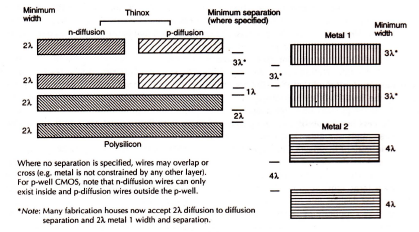 Minimum width
Thinox
Minimum separation (where specified)
n-diffusion
p-diffusion
2λ
3λ*
2λ
1λ
2λ
2λ
2λ
Polysilicon
Metal 1
Minimum width
3λ*
3λ*
3λ*
Metal 2
4λ
4λ
4λ
Where no separation is specified, wires may overlap or
cross (e.g. metal is not constrained by any other layer).
For p-well CMOS, note that n-diffusion wires can only
exist inside and p-diffusion wires outside the p-well.
*Note: Many fabrication houses now accept 2λ diffusion to diffusion
separation and 2λ metal 1 width and separation.